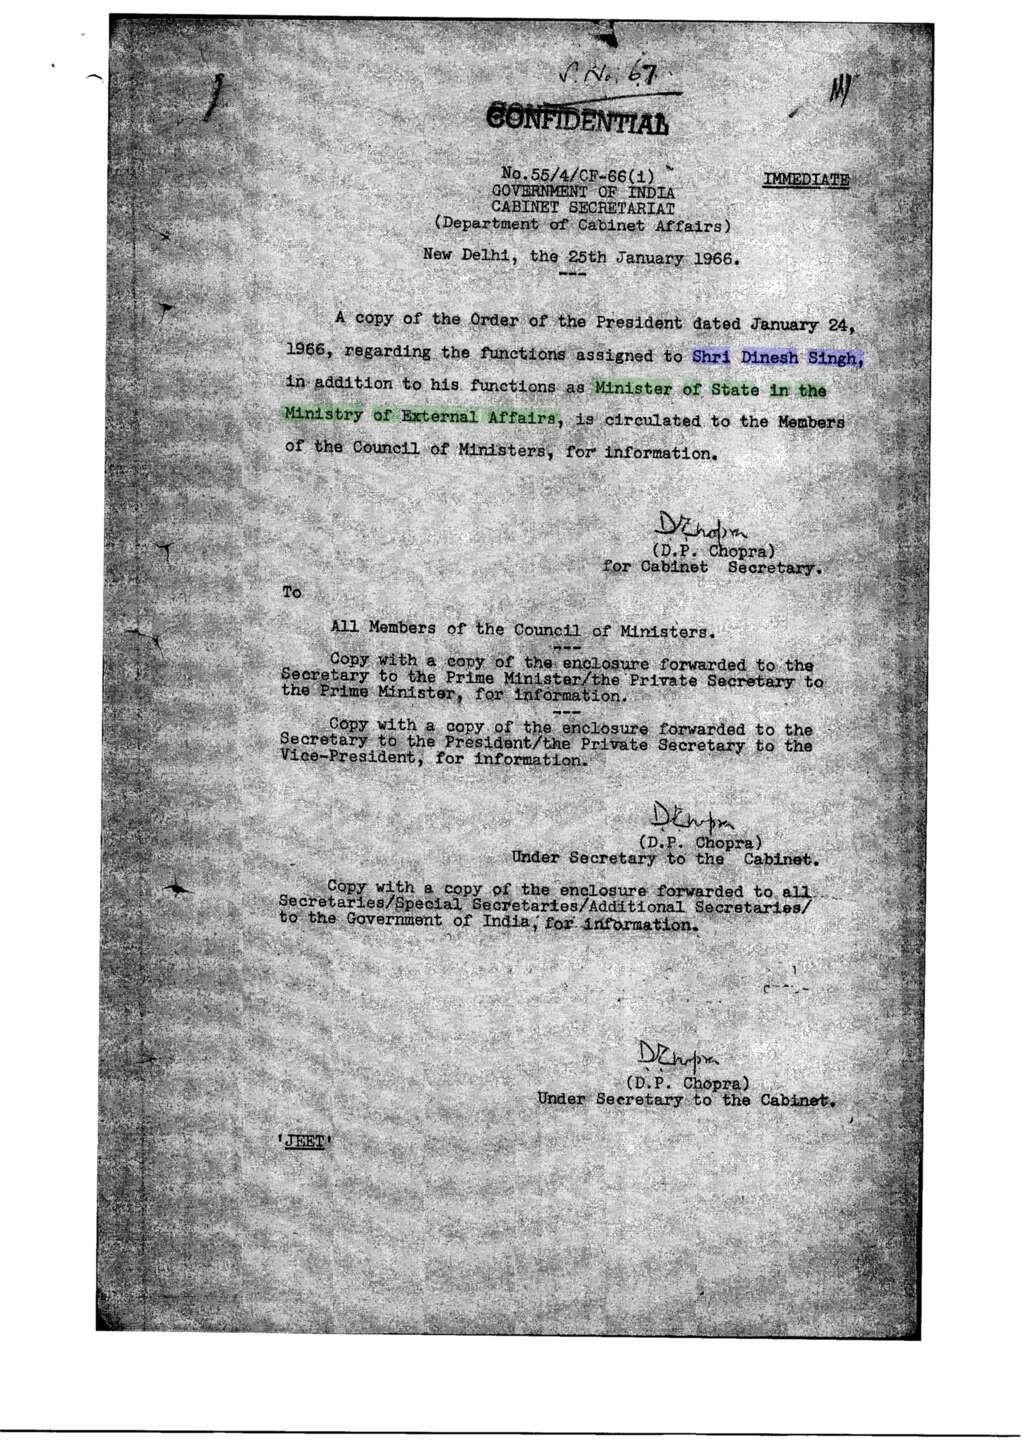 S.No. 67
CONFIDENTIAL
No.55/4/CF-66(i)
IMMEDIATE
GOVERNMENT OF INDIA
CABINET SECRETARIAT
(Department of Cabinet Affairs)
New Delhi, the 25th January 1966.
---
A copy of the Order of the President dated January 24,
1966, regarding the functions assigned to Shri Dinesh Singh,
in addition to his functions as Minister of State in the
Ministry of External Affairs, is circulated to the Members
of the Council of Ministers, for information.
DPChopra
(D.P. Chopra)
for Cabinet Secretary.
To
All Members of the Council of Ministers.
---
Copy with a copy of the enclosure forwarded to the
Secretary to the Prime Minister/the Private Secretary to
the Prime Minister, for information.
---
Copy with a copy of the enclosure forwarded to the
Secretary to the President/the Private Secretary to the
Vice-President, for information.
DPChopra
(D.P. Chopra)
Under Secretary to the Cabinet.
Copy with a copy of the enclosure forwarded to all
Secretaries/Special Secretaries/Additional Secretaries/
to the Government of India, for information.
DPChopra
(D.P. Chopra)
Under Secretary to the Cabinet.
'JEET'